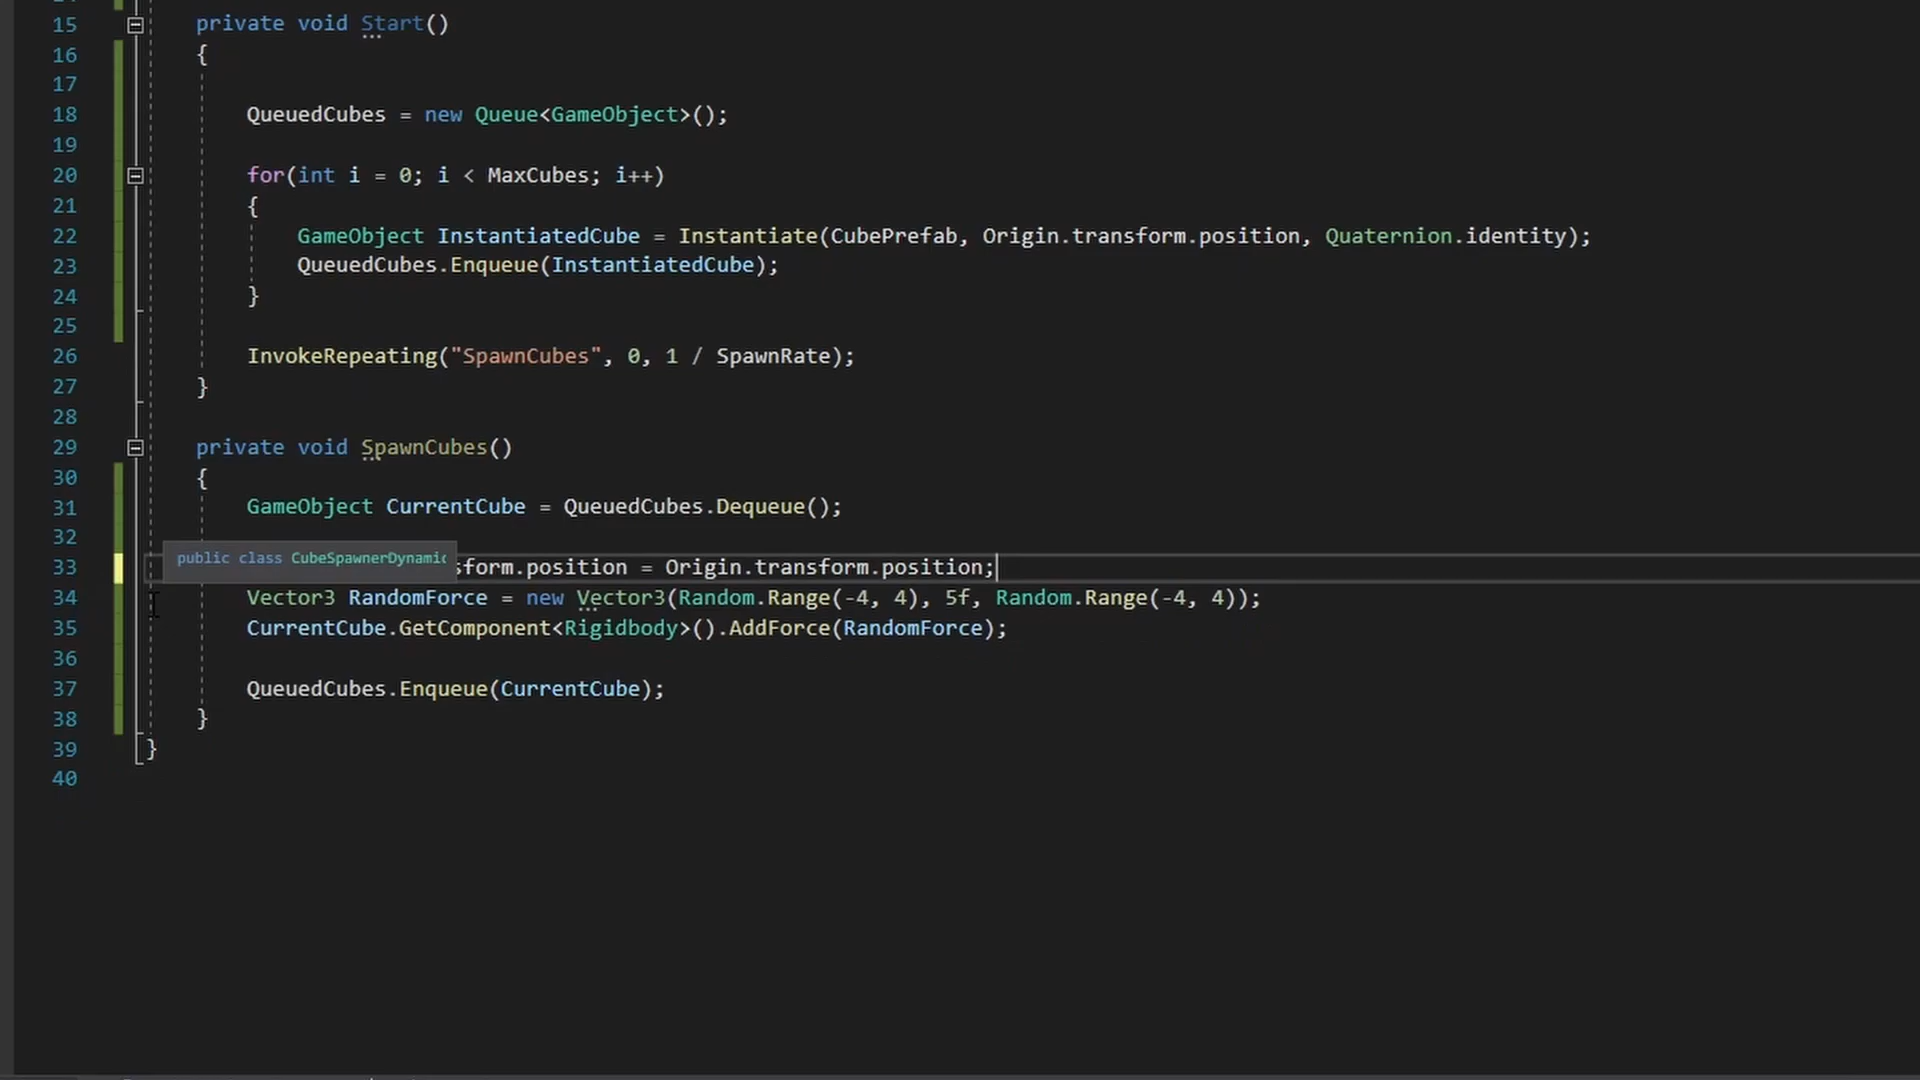 15 private void Start()
16 {
17
18 QueuedCubes = new Queue<GameObject>();
19
20 for(int i = 0; i < MaxCubes; i++)
21 {
22 GameObject InstantiatedCube = Instantiate(CubePrefab, Origin.transform.position, Quaternion.identity);
23 QueuedCubes.Enqueue(InstantiatedCube);
24 }
25
26 InvokeRepeating("SpawnCubes", 0, 1 / SpawnRate);
27 }
28
29 private void SpawnCubes()
30 {
31 GameObject CurrentCube = QueuedCubes.Dequeue();
32
public class CubeSpawnerDynamic
33 sform.position = Origin.transform.position;
34 Vector3 RandomForce = new Vector3(Random.Range(-4, 4), 5f, Random.Range(-4, 4));
35 CurrentCube.GetComponent<Rigidbody>().AddForce(RandomForce);
36
37 QueuedCubes.Enqueue(CurrentCube);
38 }
39 }
40